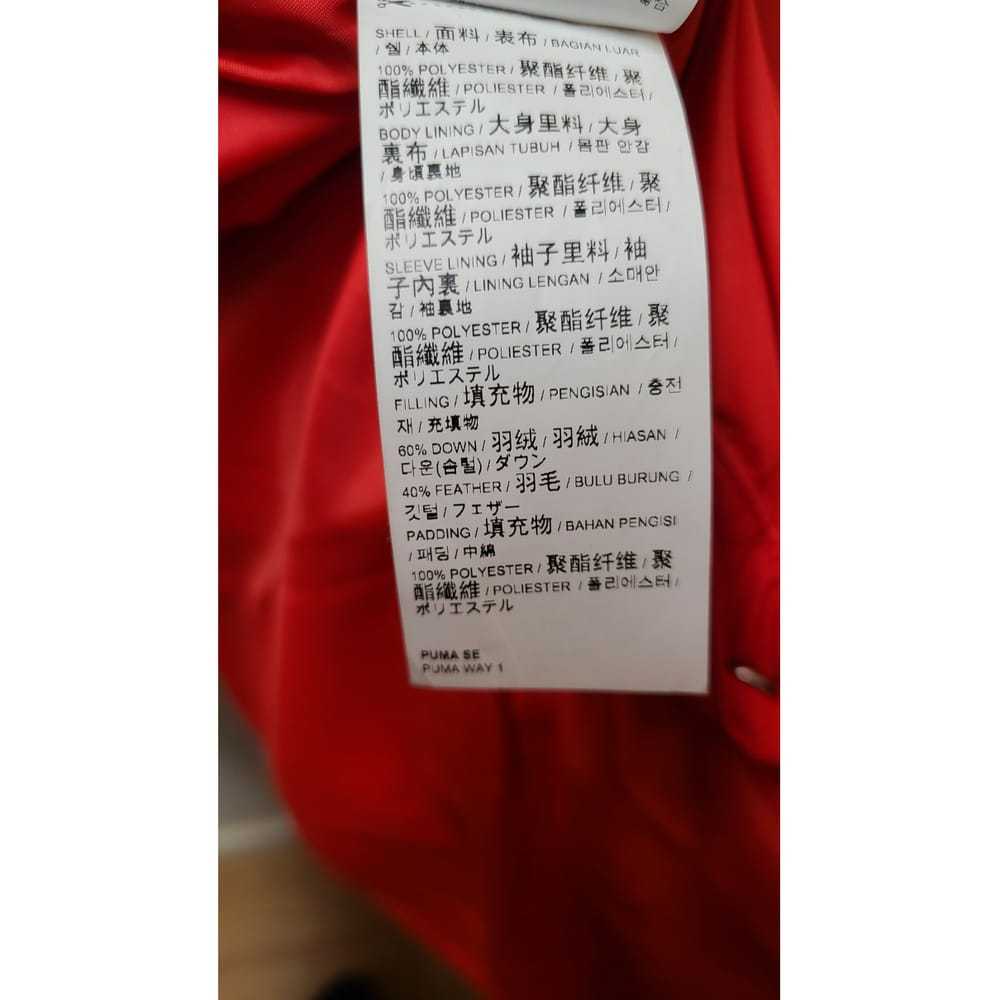 SHELL / 面料 / 表布 / BAGIAN LUAR
/ 쉘 / 本体
100% POLYESTER / 聚酯纤维 / 聚
酯纖維 / POLIESTER / 폴리에스터 /
ポリエステル
BODY LINING / 大身里料 / 大身
裏布 / LAPISAN TUBUH / 몸판 안감
/ 身頃裏地
100% POLYESTER / 聚酯纤维 / 聚
酯纖維 / POLIESTER / 폴리에스터 /
ポリエステル
SLEEVE LINING / 袖子里料 / 袖
子內裏 / LINING LENGAN / 소매안
감 / 袖裏地
100% POLYESTER / 聚酯纤维 / 聚
酯纖維 / POLIESTER / 폴리에스터 /
ポリエステル
FILLING / 填充物 / PENGISIAN / 충전
재 / 充填物
60% DOWN / 羽绒 / 羽絨 / HIASAN /
다운(솜털) / ダウン
40% FEATHER / 羽毛 / BULU BURUNG /
깃털 / フェザー
PADDING / 填充物 / BAHAN PENGISI
/ 패딩 / 中綿
100% POLYESTER / 聚酯纤维 / 聚
酯纖維 / POLIESTER / 폴리에스터 /
ポリエステル
PUMA SE
PUMA WAY 1